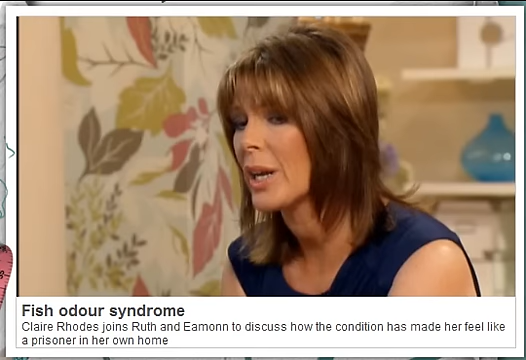 Fish odour syndrome
Claire Rhodes joins Ruth and Eamonn to discuss how the condition has made her feel like
a prisoner in her own home